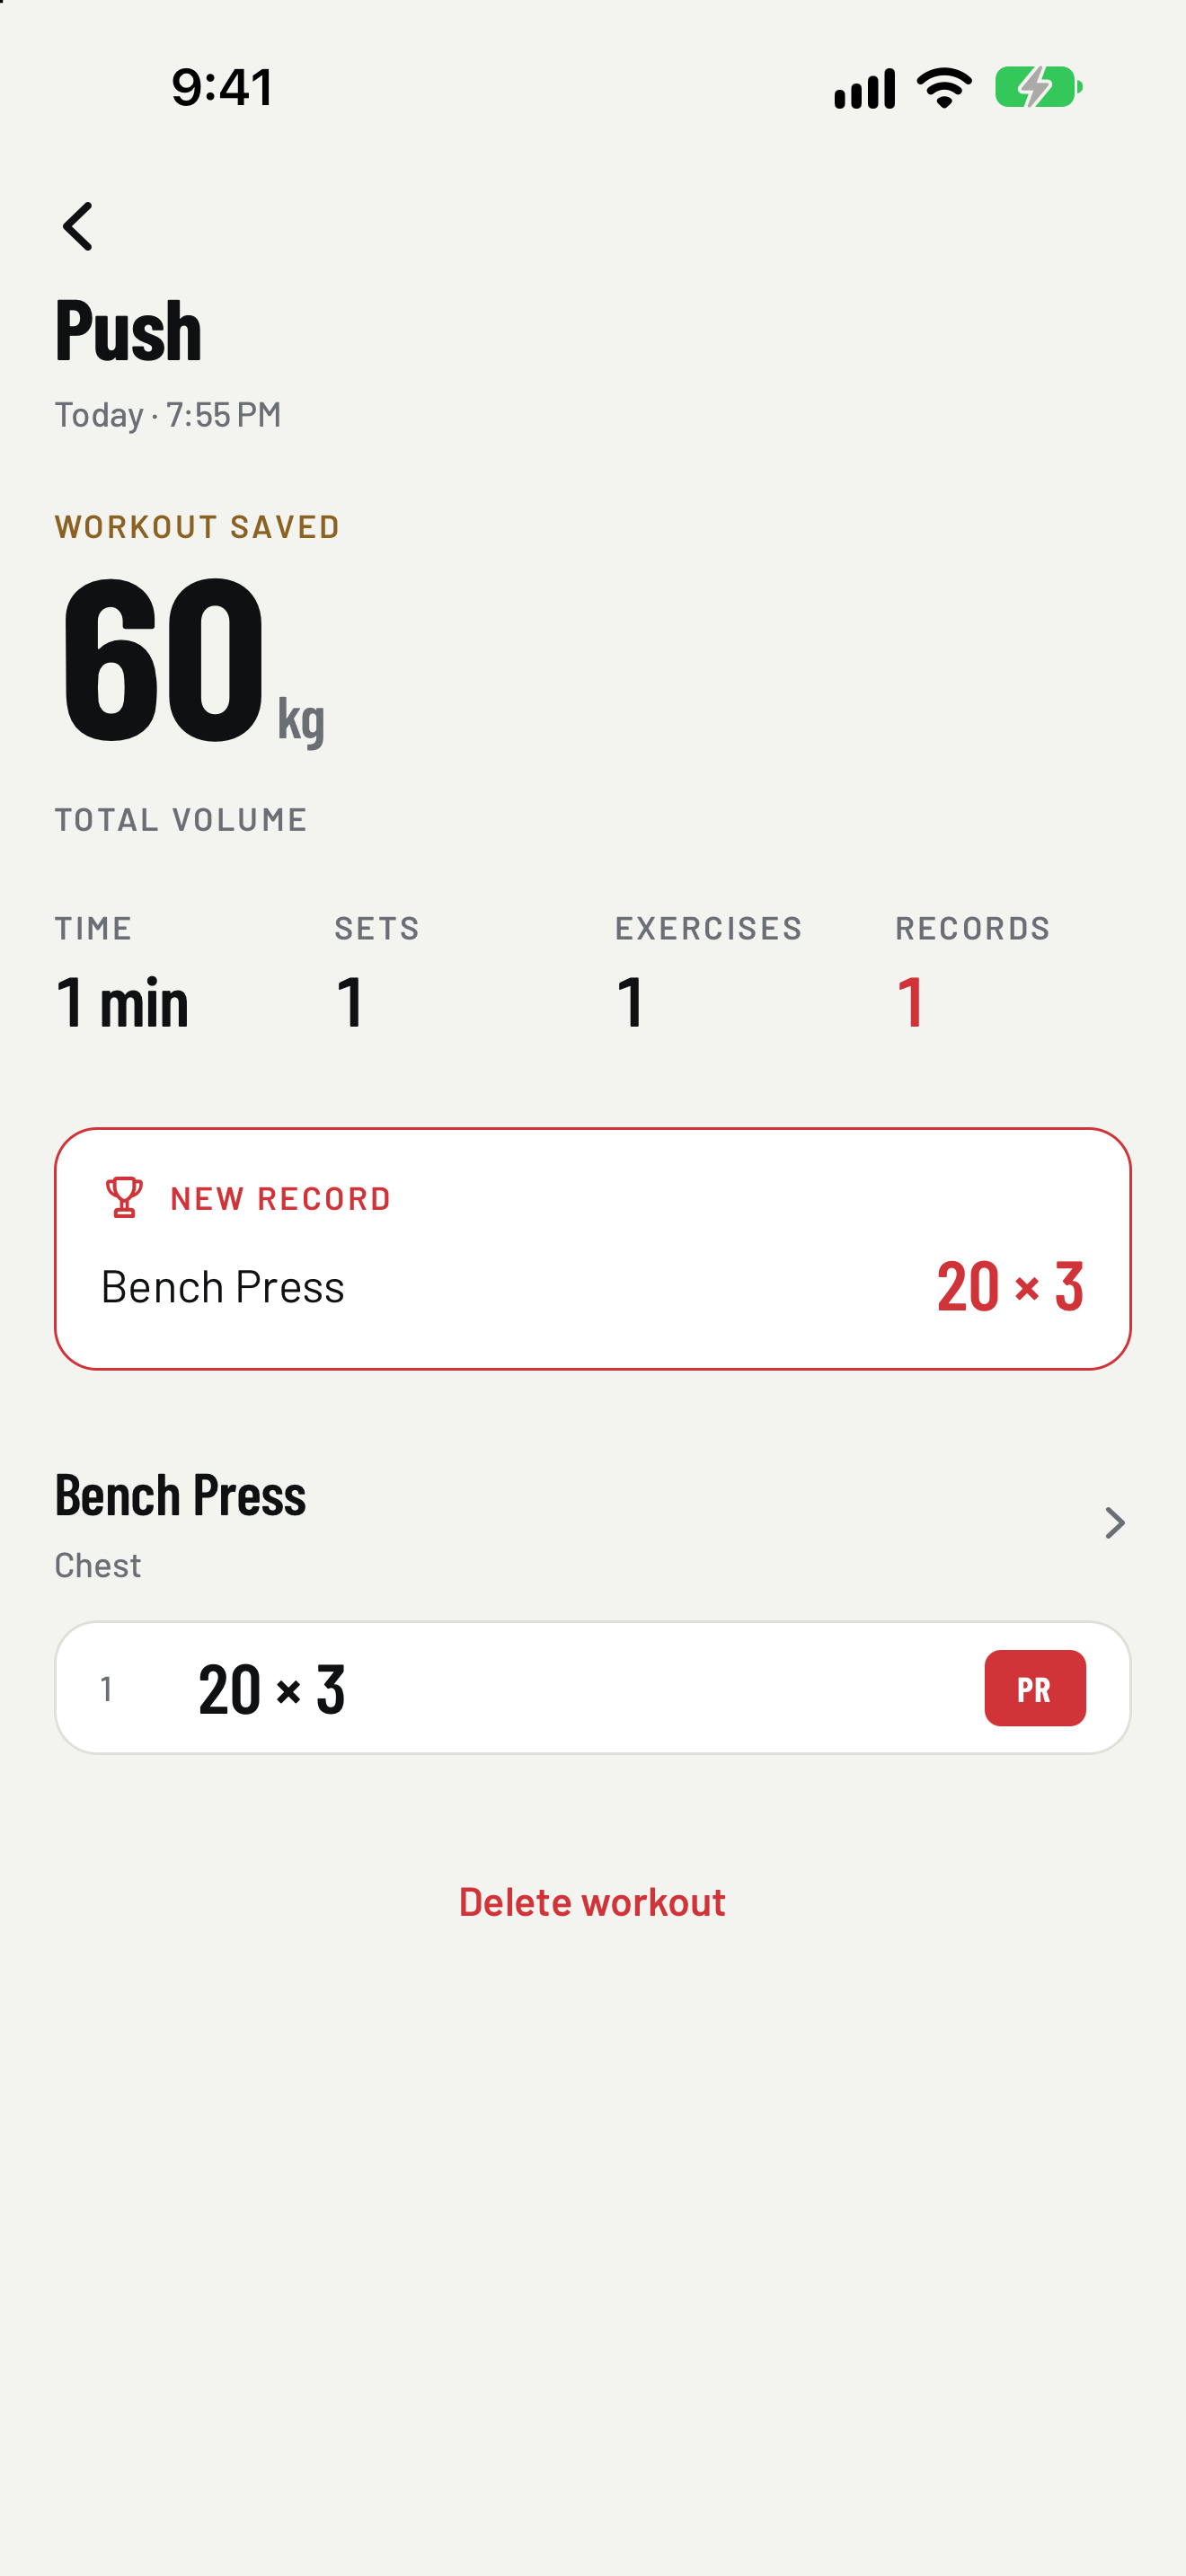 9:41
Push
Today · 7:55 PM
WORKOUT SAVED
60 kg
TOTAL VOLUME
TIME SETS EXERCISES RECORDS
1 min 1 1 1
NEW RECORD
Bench Press 20 × 3
Bench Press
Chest
1 20 × 3 PR
Delete workout